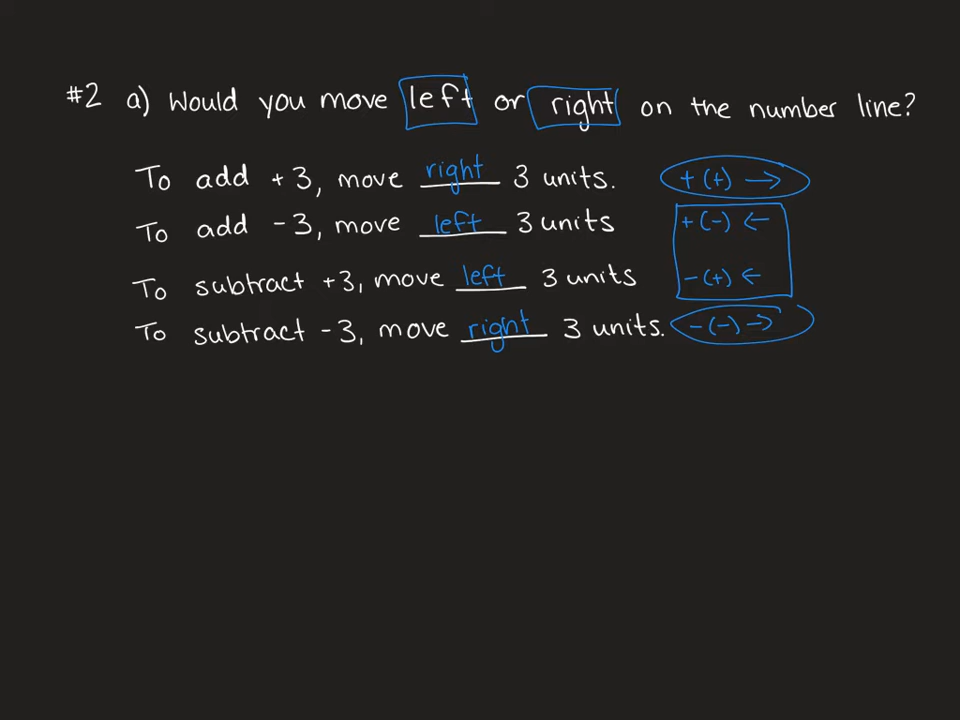 #2 a) Would you move left or right on the number line?
To add +3, move right 3 units. +(+) →
To add -3, move left 3 units +(-) ←
To subtract +3, move left 3 units -(+) ←
To subtract -3, move right 3 units. -(-) →